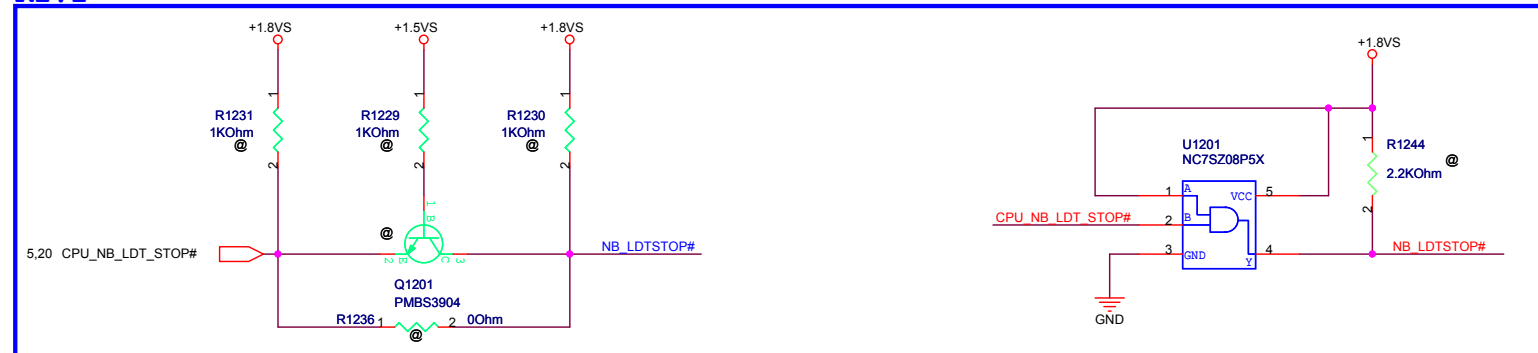 +1.8VS +1.5VS +1.8VS
+1.8VS
1 1 1
R1231 R1229 R1230
1KOhm 1KOhm 1KOhm
@ @ @
2 2 2
1
B
@
5,20 CPU_NB_LDT_STOP#
2 E C 3
NB_LDTSTOP#
Q1201
PMBS3904
R1236 1 2 0Ohm
@
1
R1244
@
2.2KOhm
2
U1201
NC7SZ08P5X
1 A VCC 5
CPU_NB_LDT_STOP# 2 B
3 GND Y 4
NB_LDTSTOP#
GND